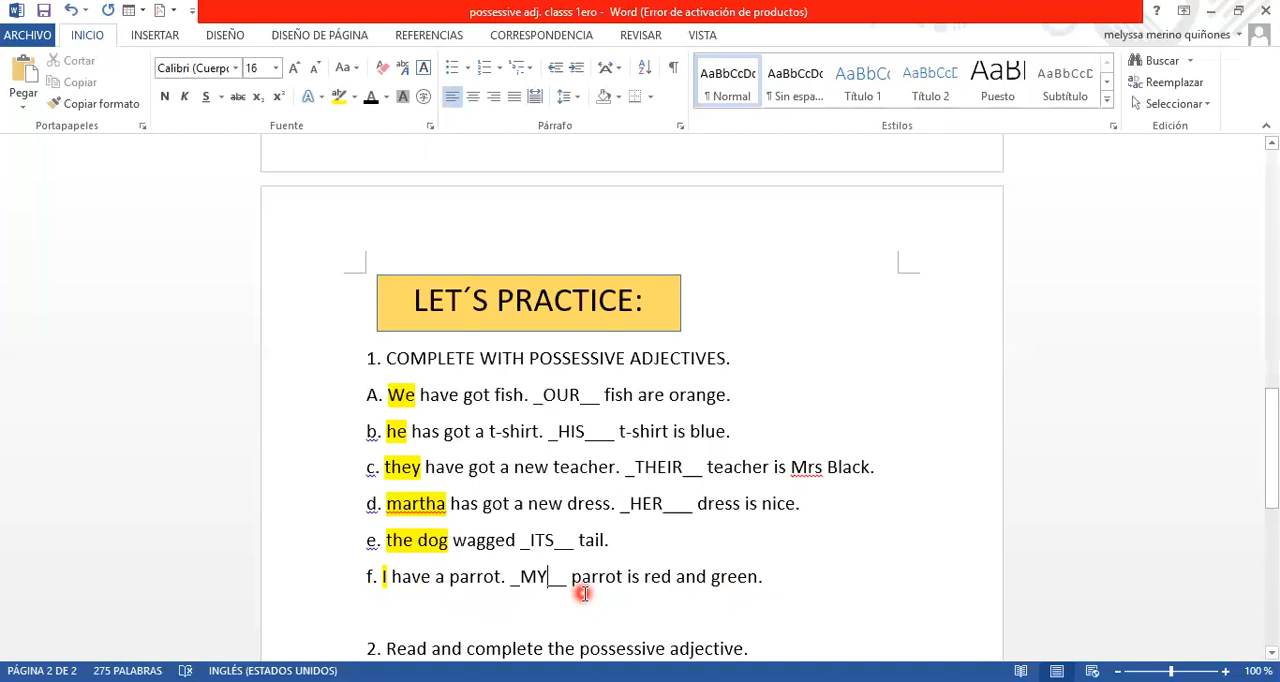 possessive adj. classs 1ero - Word (Error de activación de productos)
ARCHIVO INICIO INSERTAR DISEÑO DISEÑO DE PÁGINA REFERENCIAS CORRESPONDENCIA REVISAR VISTA melyssa merino quiñones
Pegar
Cortar
Copiar
Copiar formato
Calibri (Cuerpo 16
Aa
N K S abc x₂ x²
AaBbCcDc AaBbCcDc AaBbCc AaBbCcD AaBbI AaBbCcD
¶ Normal ¶ Sin espa... Título 1 Título 2 Puesto Subtítulo
Buscar
Reemplazar
Seleccionar
Portapapeles Fuente Párrafo Estilos Edición
LET´S PRACTICE:
1. COMPLETE WITH POSSESSIVE ADJECTIVES.
A. We have got fish. _OUR__ fish are orange.
b. he has got a t-shirt. _HIS___ t-shirt is blue.
c. they have got a new teacher. _THEIR__ teacher is Mrs Black.
d. martha has got a new dress. _HER___ dress is nice.
e. the dog wagged _ITS__ tail.
f. I have a parrot. _MY__ parrot is red and green.
2. Read and complete the possessive adjective.
PÁGINA 2 DE 2 275 PALABRAS INGLÉS (ESTADOS UNIDOS) 100 %